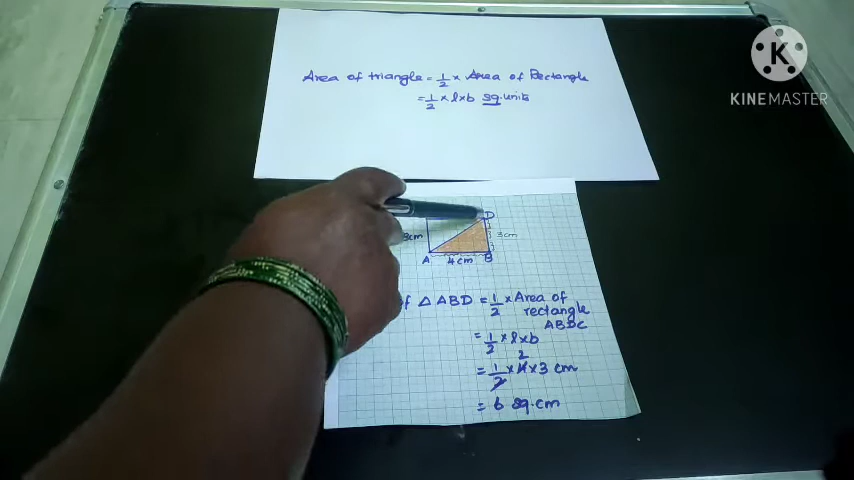 Area of triangle = 1/2 × Area of Rectangle
= 1/2 × l×b sq.units
KINEMASTER
D
3cm
3cm
A 4cm B
f △ ABD = 1/2 × Area of
rectangle
ABDC
= 1/2 × l×b
2
= 1/2 × 4 × 3 cm
= 6 sq.cm